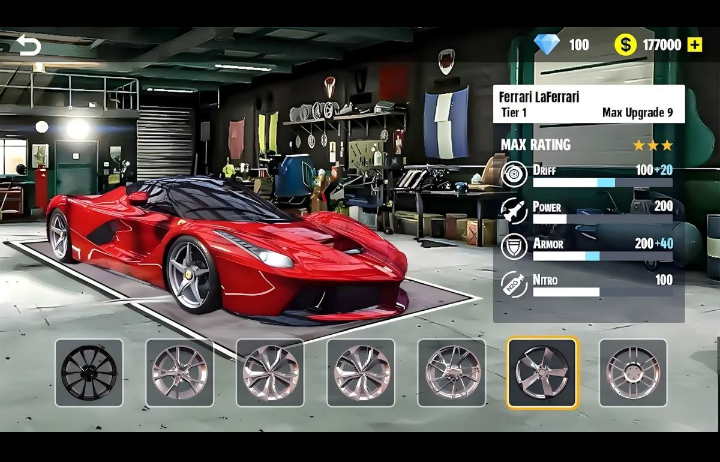 100
177000
Ferrari LaFerrari
Tier 1 Max Upgrade 9
MAX RATING
DRIFF 100+20
POWER 200
ARMOR 200+40
NITRO 100